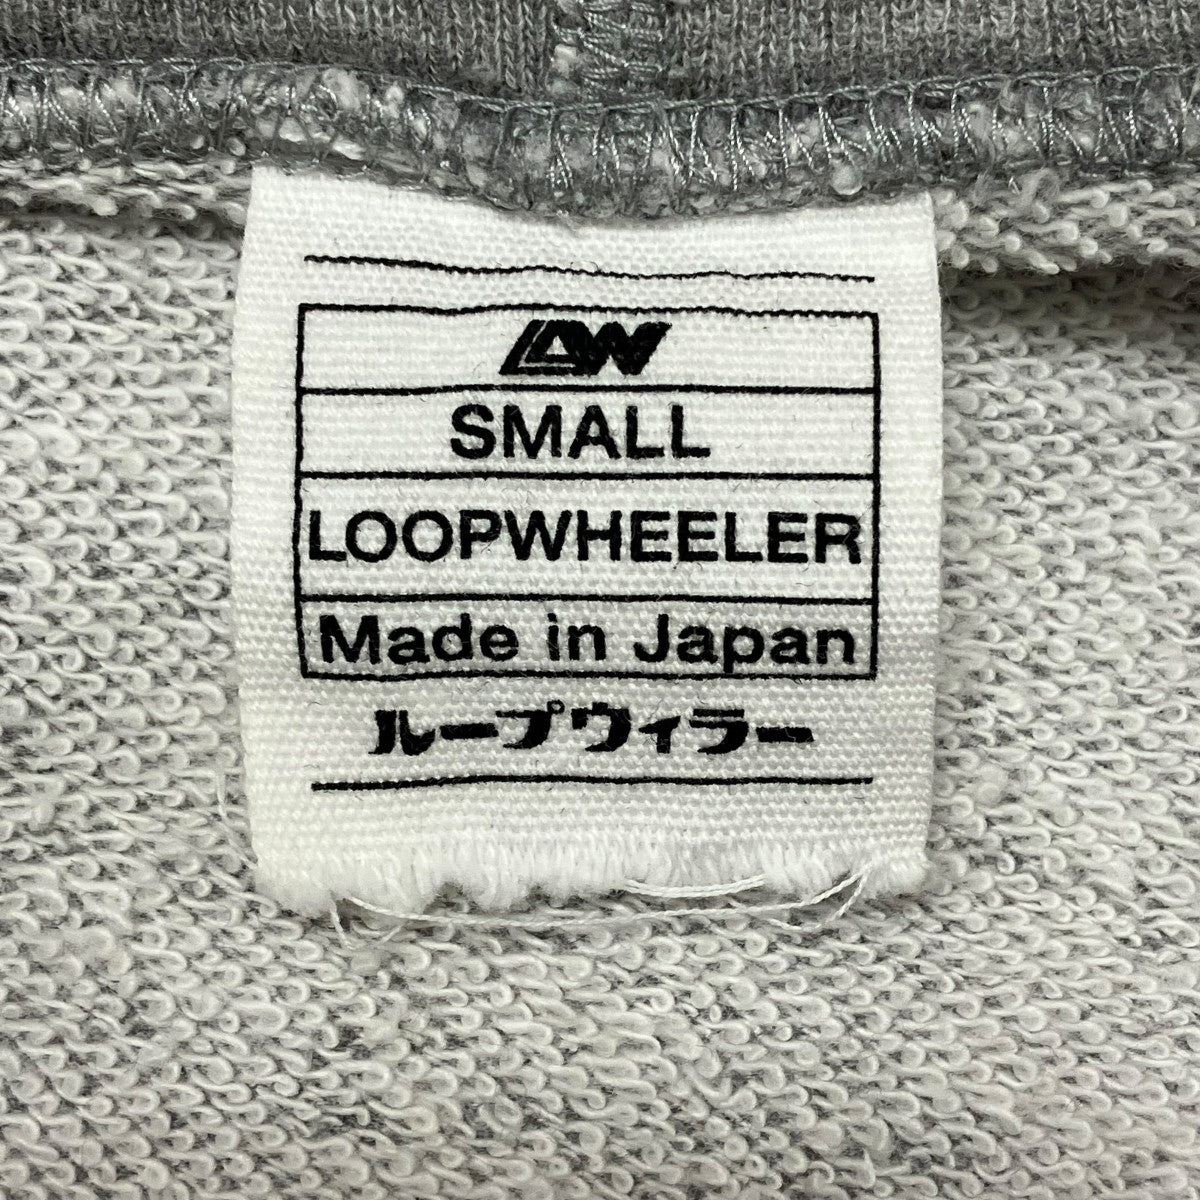 LW
SMALL
LOOPWHEELER
Made in Japan
ループウィラー